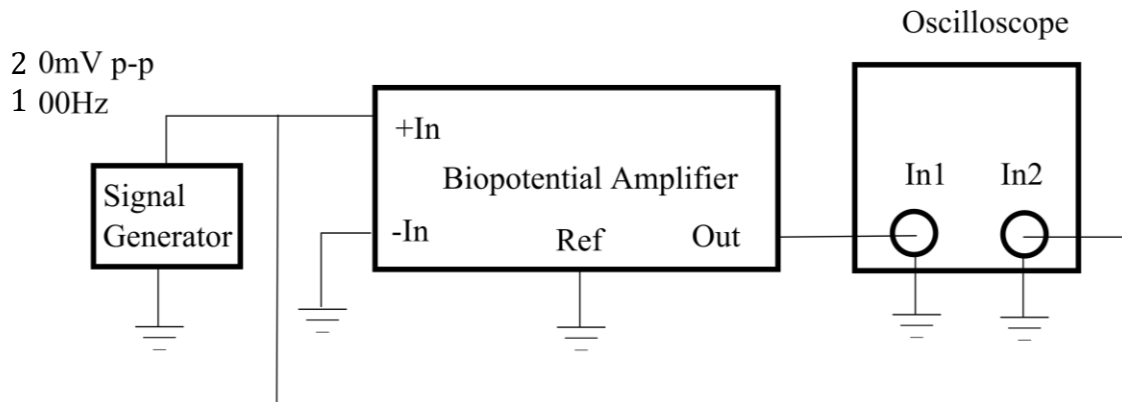 Oscilloscope
2 0mV p-p
1 00Hz
+In
Signal
Generator
Biopotential Amplifier
-In
Ref
Out
In1
In2